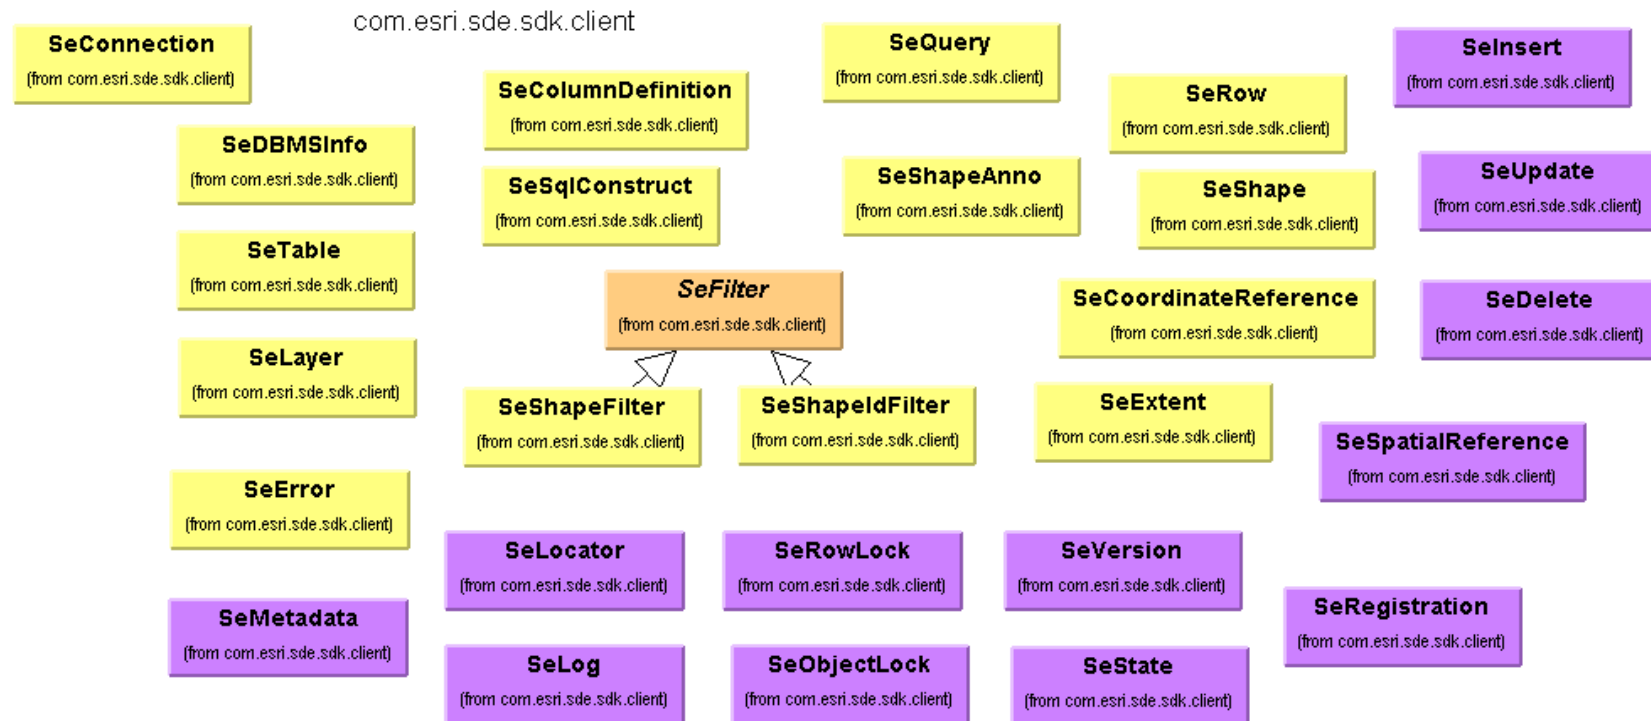 com.esri.sde.sdk.client
SeConnection
(from com.esri.sde.sdk.client)
SeQuery
(from com.esri.sde.sdk.client)
SeInsert
(from com.esri.sde.sdk.client)
SeColumnDefinition
(from com.esri.sde.sdk.client)
SeRow
(from com.esri.sde.sdk.client)
SeDBMSInfo
(from com.esri.sde.sdk.client)
SeSqlConstruct
(from com.esri.sde.sdk.client)
SeShapeAnno
(from com.esri.sde.sdk.client)
SeShape
(from com.esri.sde.sdk.client)
SeUpdate
(from com.esri.sde.sdk.client)
SeTable
(from com.esri.sde.sdk.client)
SeFilter
(from com.esri.sde.sdk.client)
SeCoordinateReference
(from com.esri.sde.sdk.client)
SeDelete
(from com.esri.sde.sdk.client)
SeLayer
(from com.esri.sde.sdk.client)
SeShapeFilter
(from com.esri.sde.sdk.client)
SeShapeIdFilter
(from com.esri.sde.sdk.client)
SeExtent
(from com.esri.sde.sdk.client)
SeSpatialReference
(from com.esri.sde.sdk.client)
SeError
(from com.esri.sde.sdk.client)
SeLocator
(from com.esri.sde.sdk.client)
SeRowLock
(from com.esri.sde.sdk.client)
SeVersion
(from com.esri.sde.sdk.client)
SeRegistration
(from com.esri.sde.sdk.client)
SeMetadata
(from com.esri.sde.sdk.client)
SeLog
(from com.esri.sde.sdk.client)
SeObjectLock
(from com.esri.sde.sdk.client)
SeState
(from com.esri.sde.sdk.client)